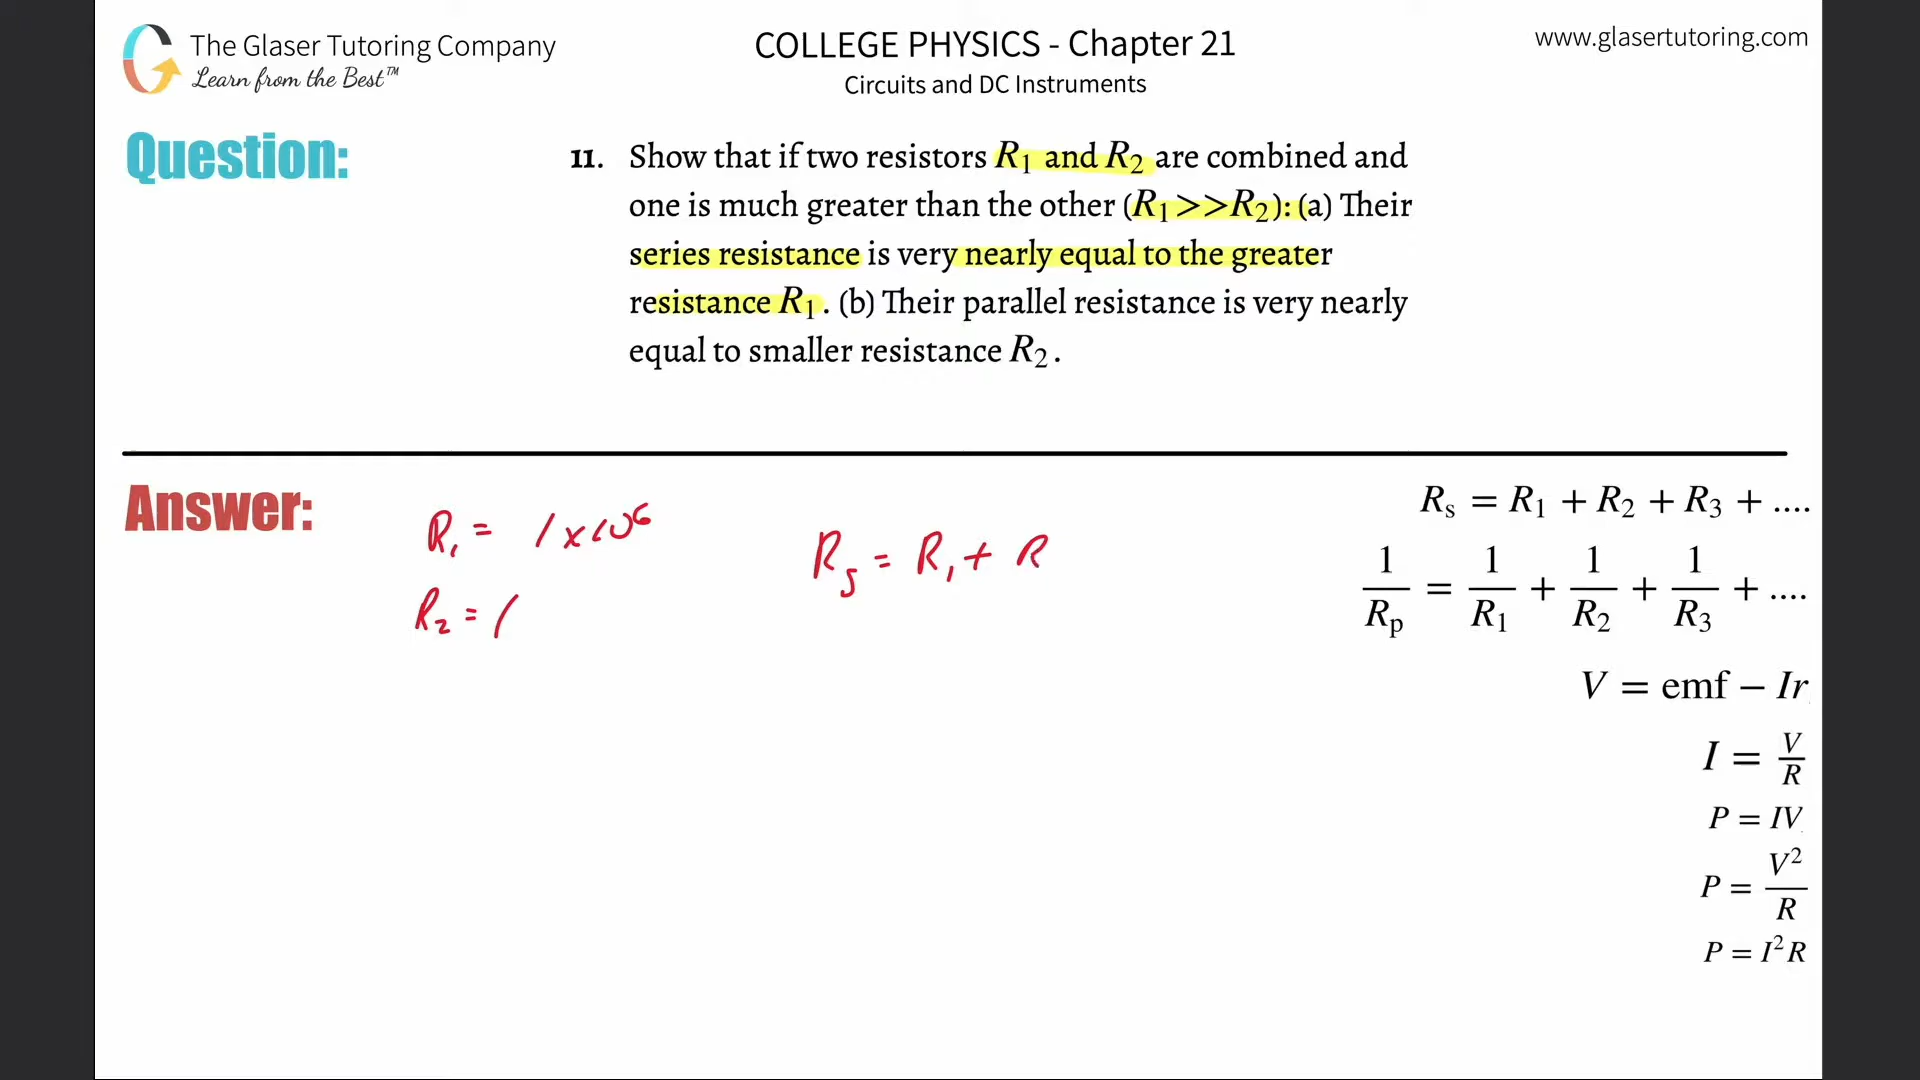 The Glaser Tutoring Company
Learn from the Best™
COLLEGE PHYSICS - Chapter 21
Circuits and DC Instruments
www.glasertutoring.com
Question:
11. Show that if two resistors R₁ and R₂ are combined and
one is much greater than the other (R₁>>R₂): (a) Their
series resistance is very nearly equal to the greater
resistance R₁. (b) Their parallel resistance is very nearly
equal to smaller resistance R₂.
Answer:
R₁ = 1x10⁶
R₂ = 1
Rₛ = R₁ + R
Rₛ = R₁ + R₂ + R₃ + ....
1/Rₚ = 1/R₁ + 1/R₂ + 1/R₃ + ....
V = emf − Ir
I = V/R
P = IV
P = V²/R
P = I²R